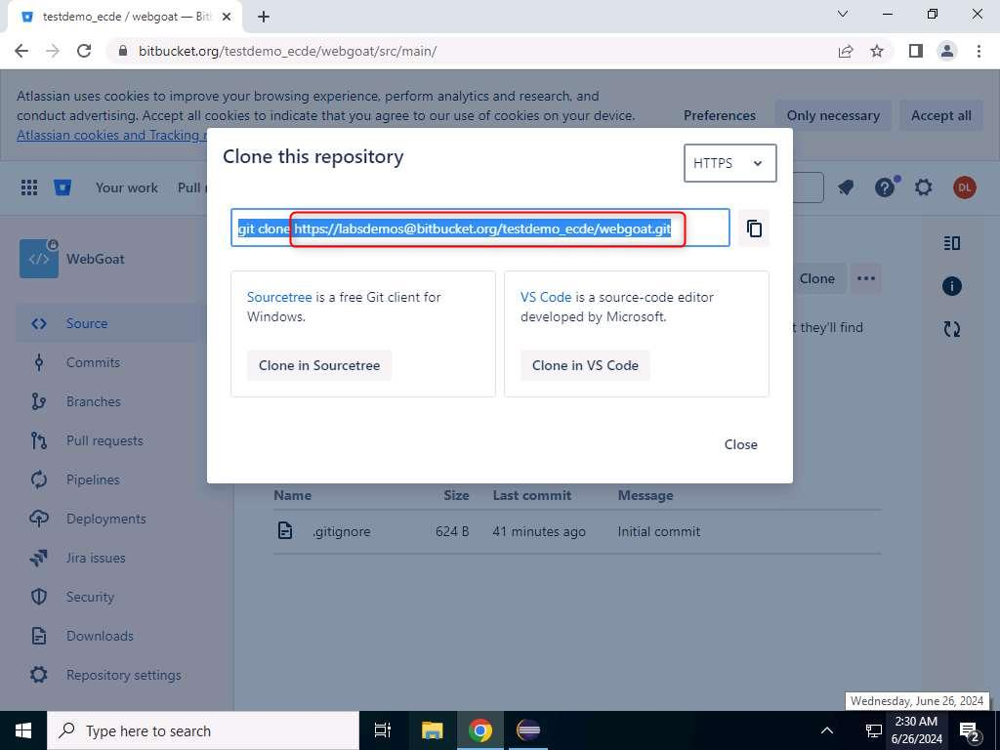 testdemo_ecde / webgoat — Bit
bitbucket.org/testdemo_ecde/webgoat/src/main/
Atlassian uses cookies to improve your browsing experience, perform analytics and research, and
conduct advertising. Accept all cookies to indicate that you agree to our use of cookies on your device.
Atlassian cookies and Tracking
Preferences
Only necessary
Accept all
Clone this repository
HTTPS
Your work
Pull
DL
git clone https://labsdemos@bitbucket.org/testdemo_ecde/webgoat.git
WebGoat
Clone
Sourcetree is a free Git client for
Windows.
Clone in Sourcetree
VS Code is a source-code editor
developed by Microsoft.
Clone in VS Code
they'll find
Close
Source
Commits
Branches
Pull requests
Pipelines
Deployments
Jira issues
Security
Downloads
Repository settings
Name Size Last commit Message
.gitignore 624 B 41 minutes ago Initial commit
Wednesday, June 26, 2024
Type here to search
2:30 AM
6/26/2024
2